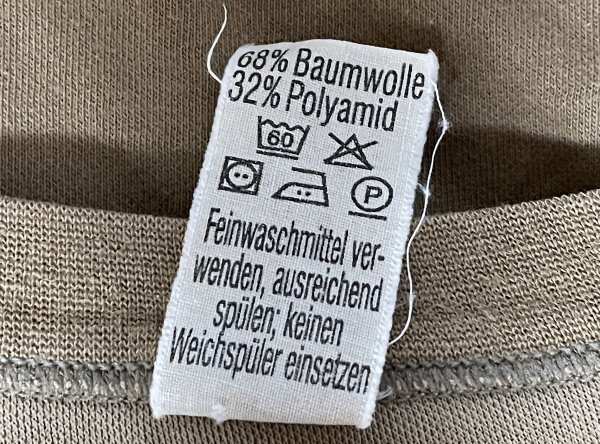 68% Baumwolle
32% Polyamid
60
P
Feinwaschmittel ver-
wenden, ausreichend
spülen; keinen
Weichspüler einsetzen